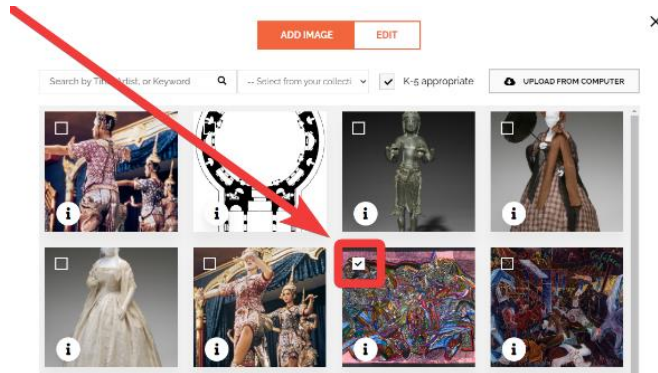 ADD IMAGE EDIT
Search by Title, Artist, or Keyword -- Select from your collecti K-5 appropriate UPLOAD FROM COMPUTER
i i i i
i i i i